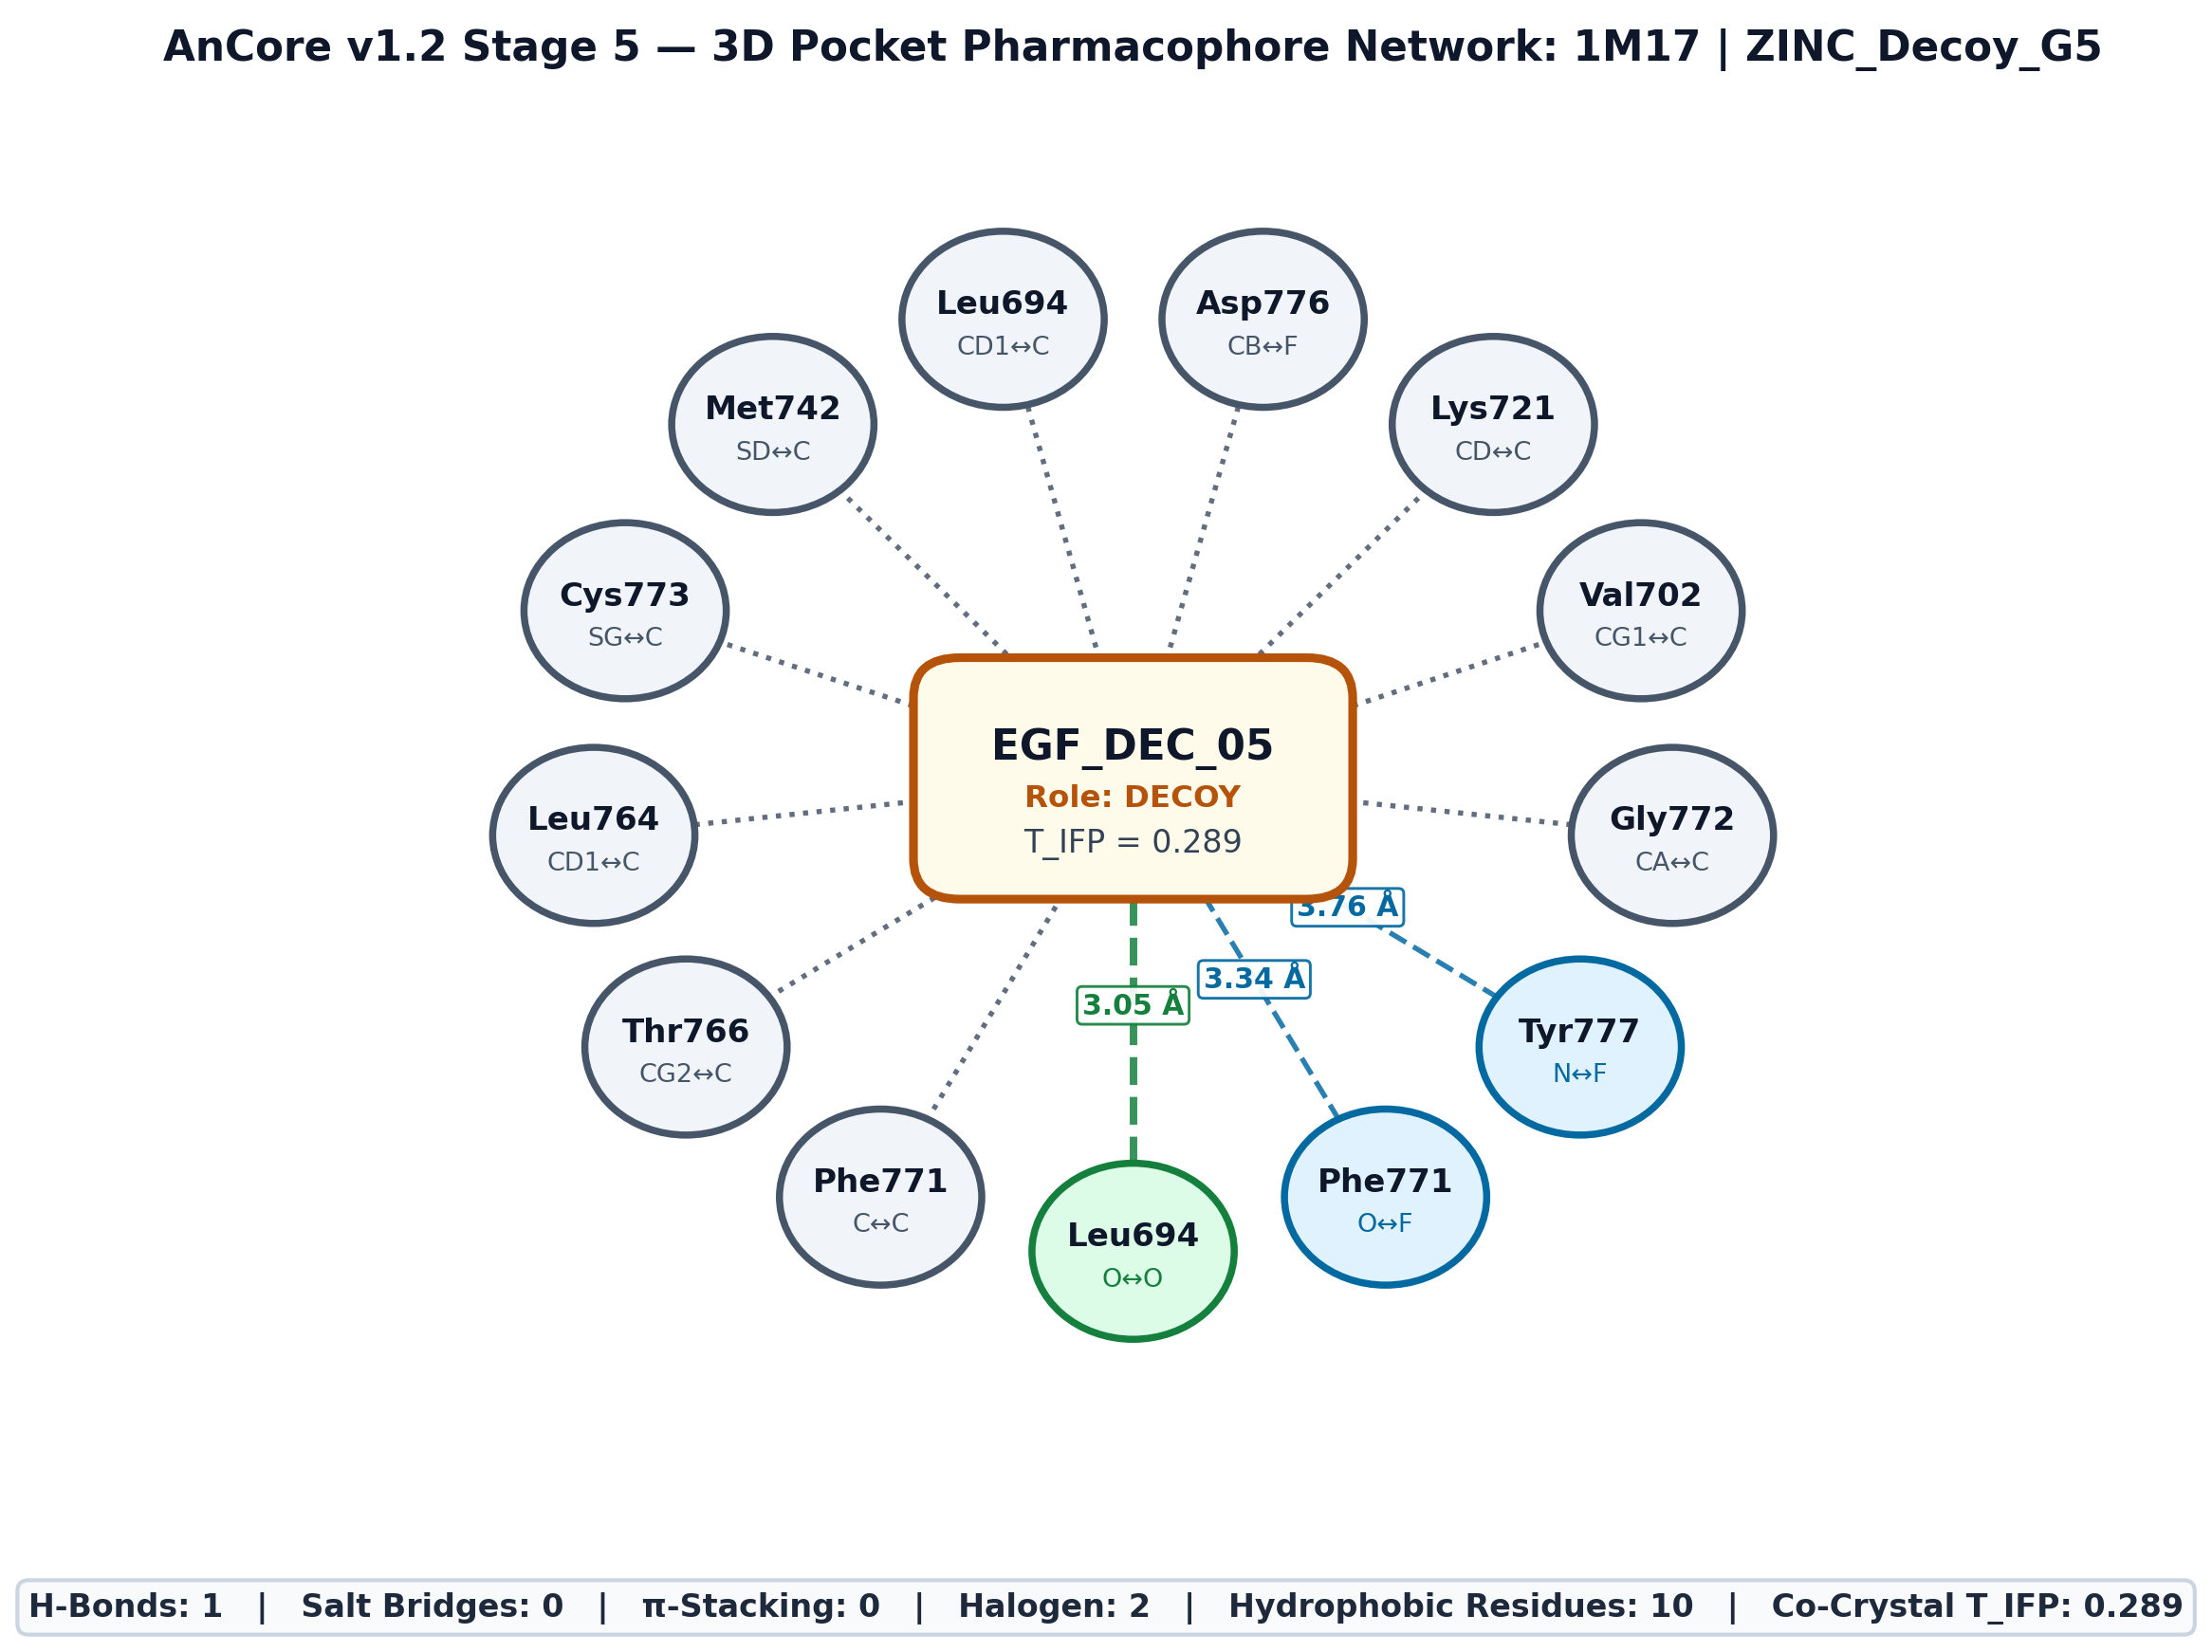 AnCore v1.2 Stage 5 — 3D Pocket Pharmacophore Network: 1M17 | ZINC_Decoy_G5
Leu694
CD1↔C
Asp776
CB↔F
Met742
SD↔C
Lys721
CD↔C
Cys773
SG↔C
Val702
CG1↔C
EGF_DEC_05
Role: DECOY
T_IFP = 0.289
Leu764
CD1↔C
Gly772
CA↔C
3.76 Å
3.34 Å
3.05 Å
Thr766
CG2↔C
Tyr777
N↔F
Phe771
C↔C
Phe771
O↔F
Leu694
O↔O
H-Bonds: 1 | Salt Bridges: 0 | π-Stacking: 0 | Halogen: 2 | Hydrophobic Residues: 10 | Co-Crystal T_IFP: 0.289